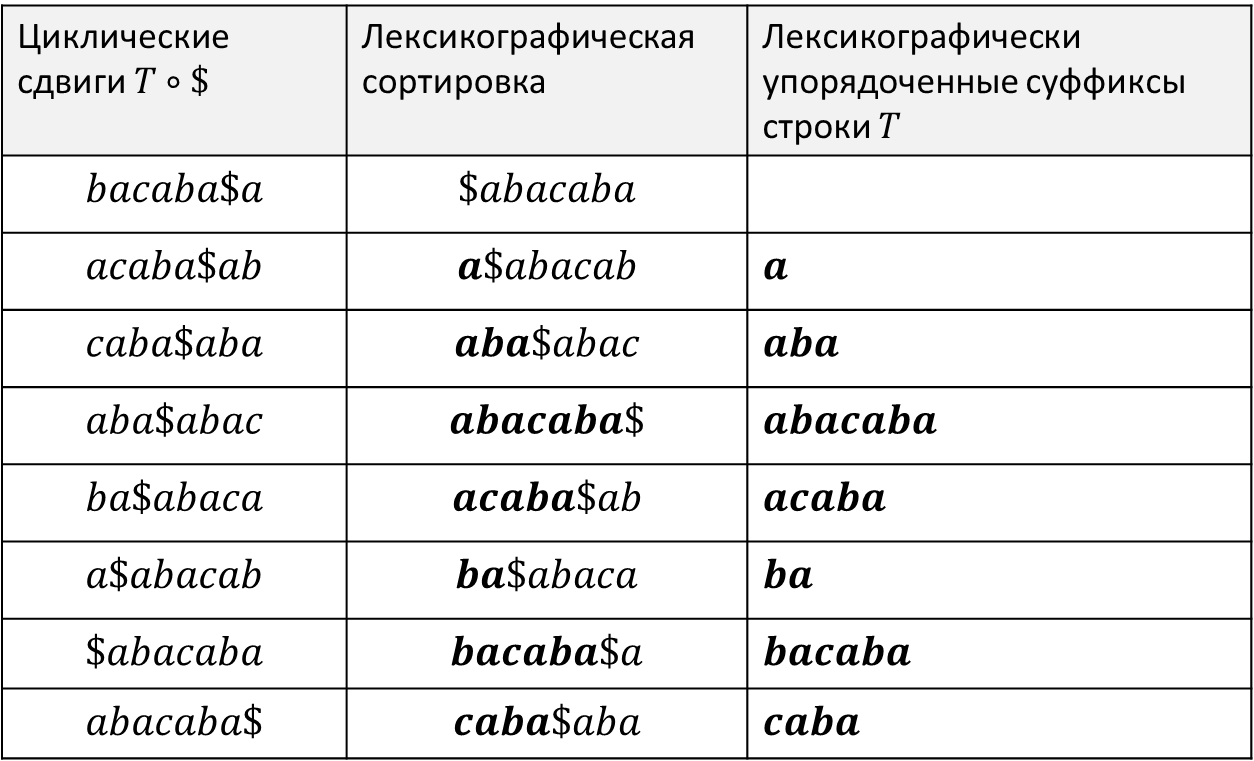 Циклические
сдвиги T ∘ $
Лексикографическая
сортировка
Лексикографически
упорядоченные суффиксы
строки T
bacaba$a
$abacaba
acaba$ab
a$abacab
a
caba$aba
aba$abac
aba
aba$abac
abacaba$
abacaba
ba$abaca
acaba$ab
acaba
a$abacab
ba$abaca
ba
$abacaba
bacaba$a
bacaba
abacaba$
caba$aba
caba